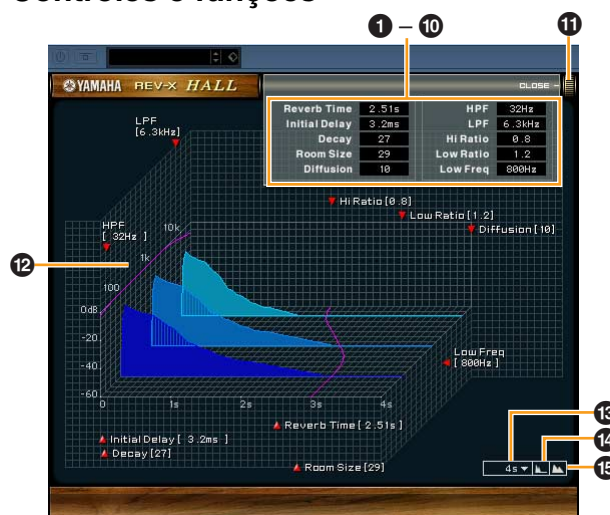 Controles e funções
❶ – ❿
⓫
YAMAHA REV-X HALL
CLOSE –
Reverb Time 2.51s HPF 32Hz
Initial Delay 3.2ms LPF 6.3kHz
Decay 27 Hi Ratio 0.8
Room Size 29 Low Ratio 1.2
Diffusion 10 Low Freq 800Hz
LPF
[6.3kHz]
Hi Ratio[0.8]
Low Ratio[1.2]
Diffusion[10]
HPF
[ 32Hz ]
10k
1k
100
⓬
0dB
-20
-40
-60
Low Freq
[ 800Hz ]
0 1s 2s 3s 4s
Reverb Time[ 2.51s ]
Initial Delay[ 3.2ms ]
Decay[27]
Room Size[29]
⓭
⓮
4s
⓯